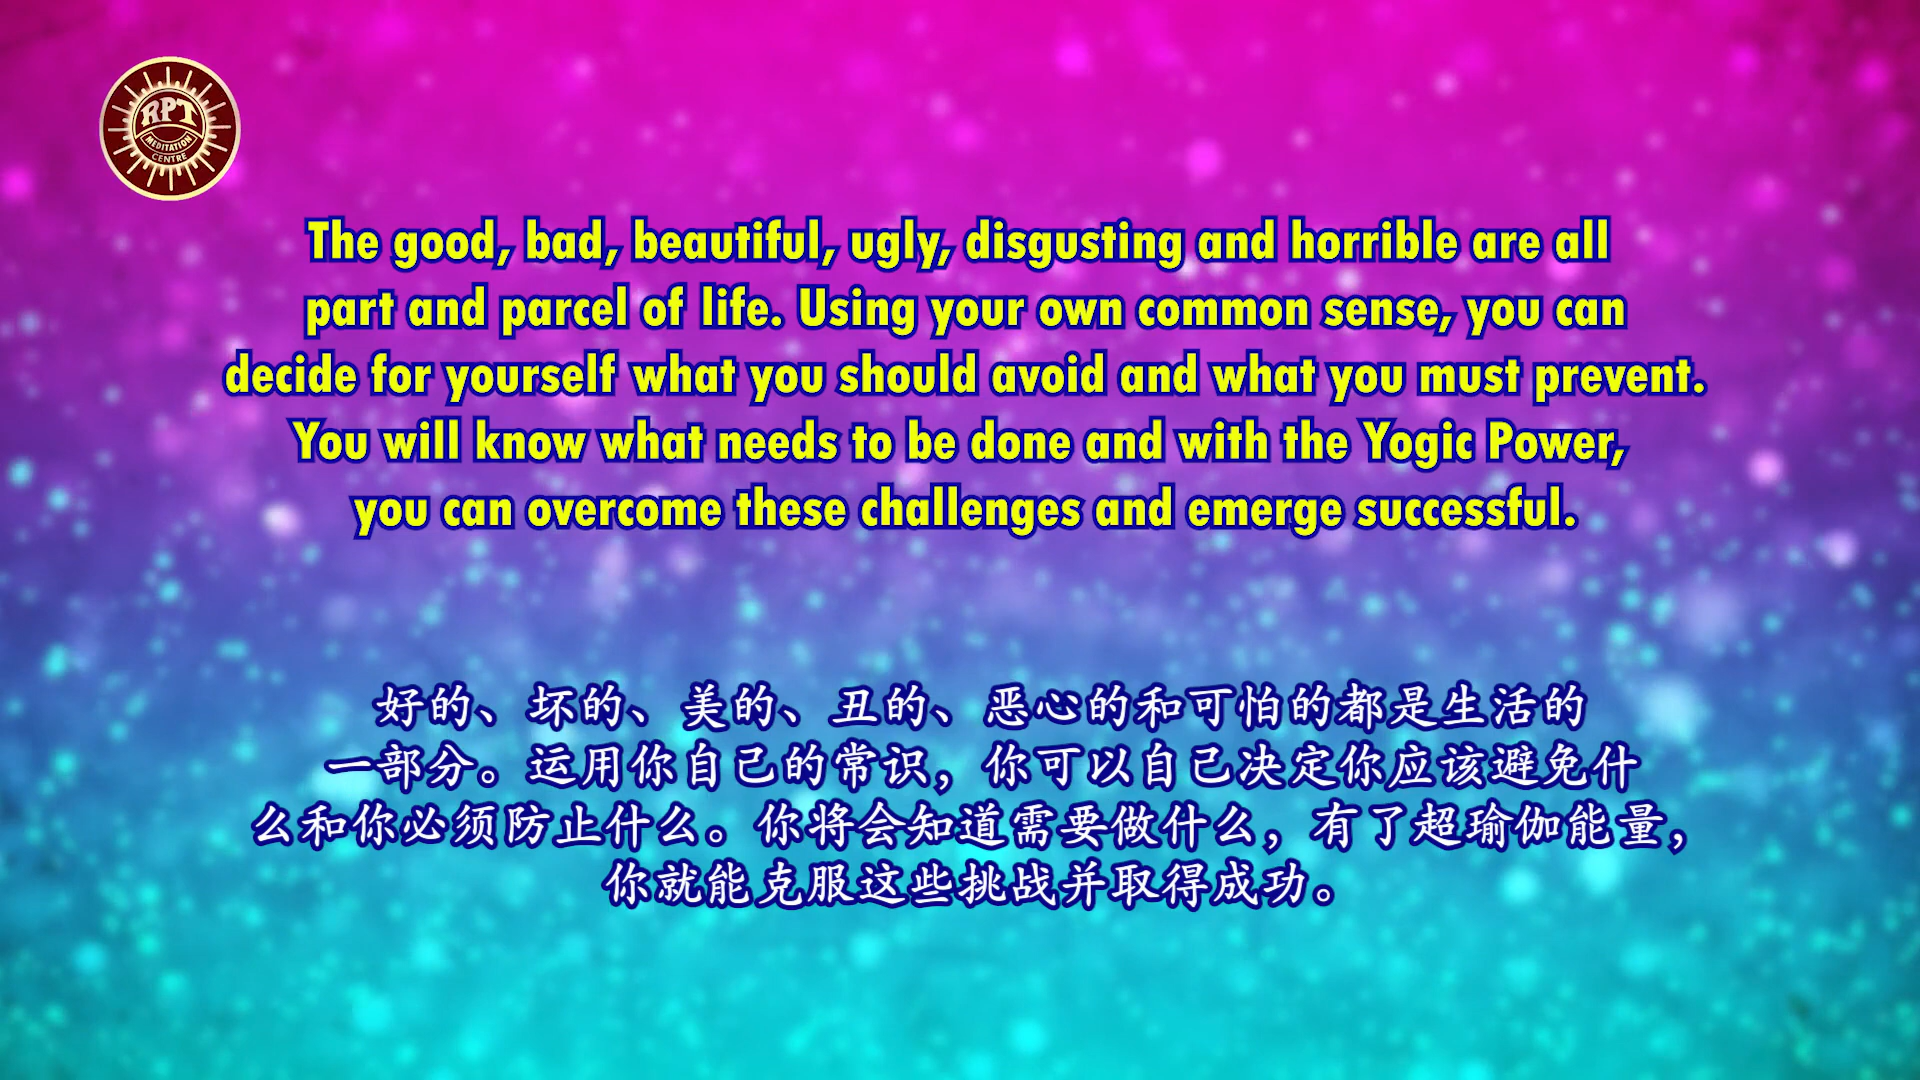 RPT
MEDITATION
CENTRE
The good, bad, beautiful, ugly, disgusting and horrible are all
part and parcel of life. Using your own common sense, you can
decide for yourself what you should avoid and what you must prevent.
You will know what needs to be done and with the Yogic Power,
you can overcome these challenges and emerge successful.
好的、坏的、美的、丑的、恶心的和可怕的都是生活的
一部分。运用你自己的常识，你可以自己决定你应该避免什
么和你必须防止什么。你将会知道需要做什么，有了超瑜伽能量，
你就能克服这些挑战并取得成功。